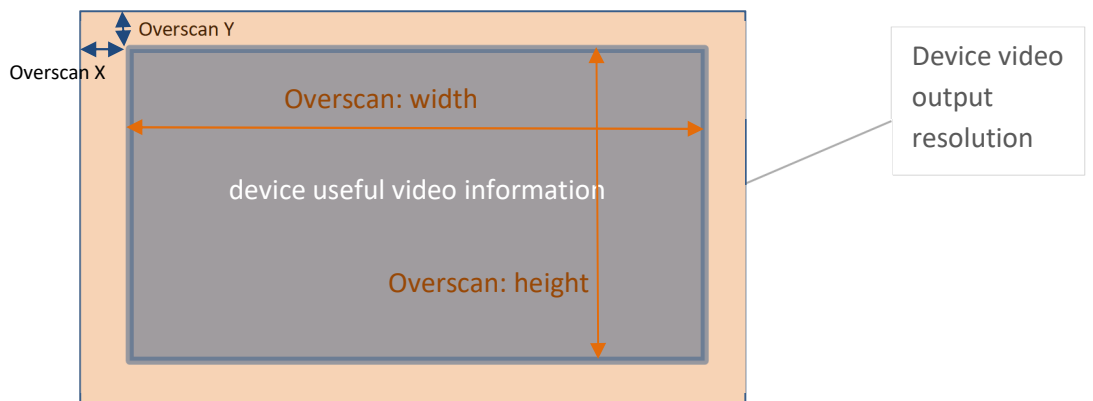 Overscan Y
Overscan X
Overscan: width
device useful video information
Overscan: height
Device video
output
resolution